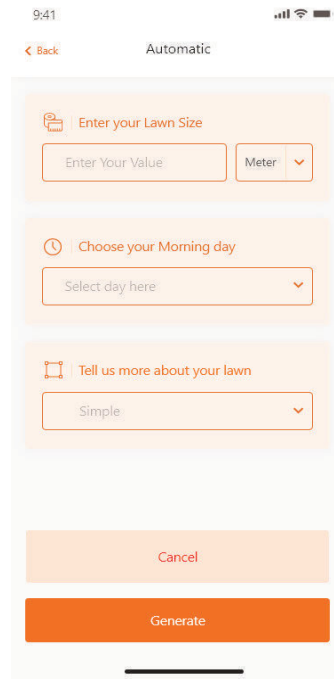 9:41
Back
Automatic
Enter your Lawn Size
Enter Your Value
Meter
Choose your Morning day
Select day here
Tell us more about your lawn
Simple
Cancel
Generate